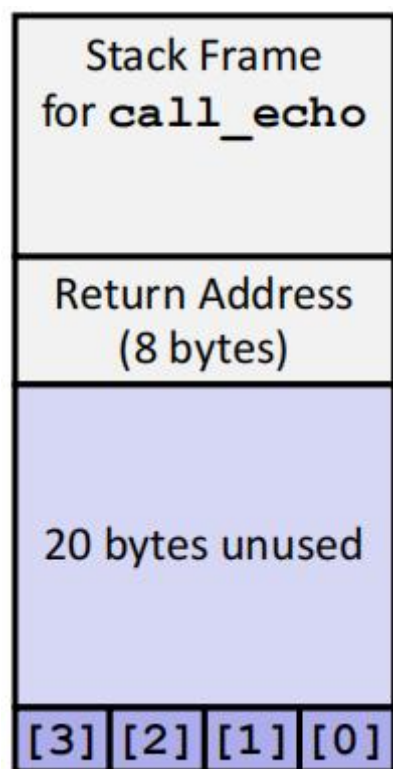 Stack Frame
for call_echo
Return Address
(8 bytes)
20 bytes unused
[3] [2] [1] [0]